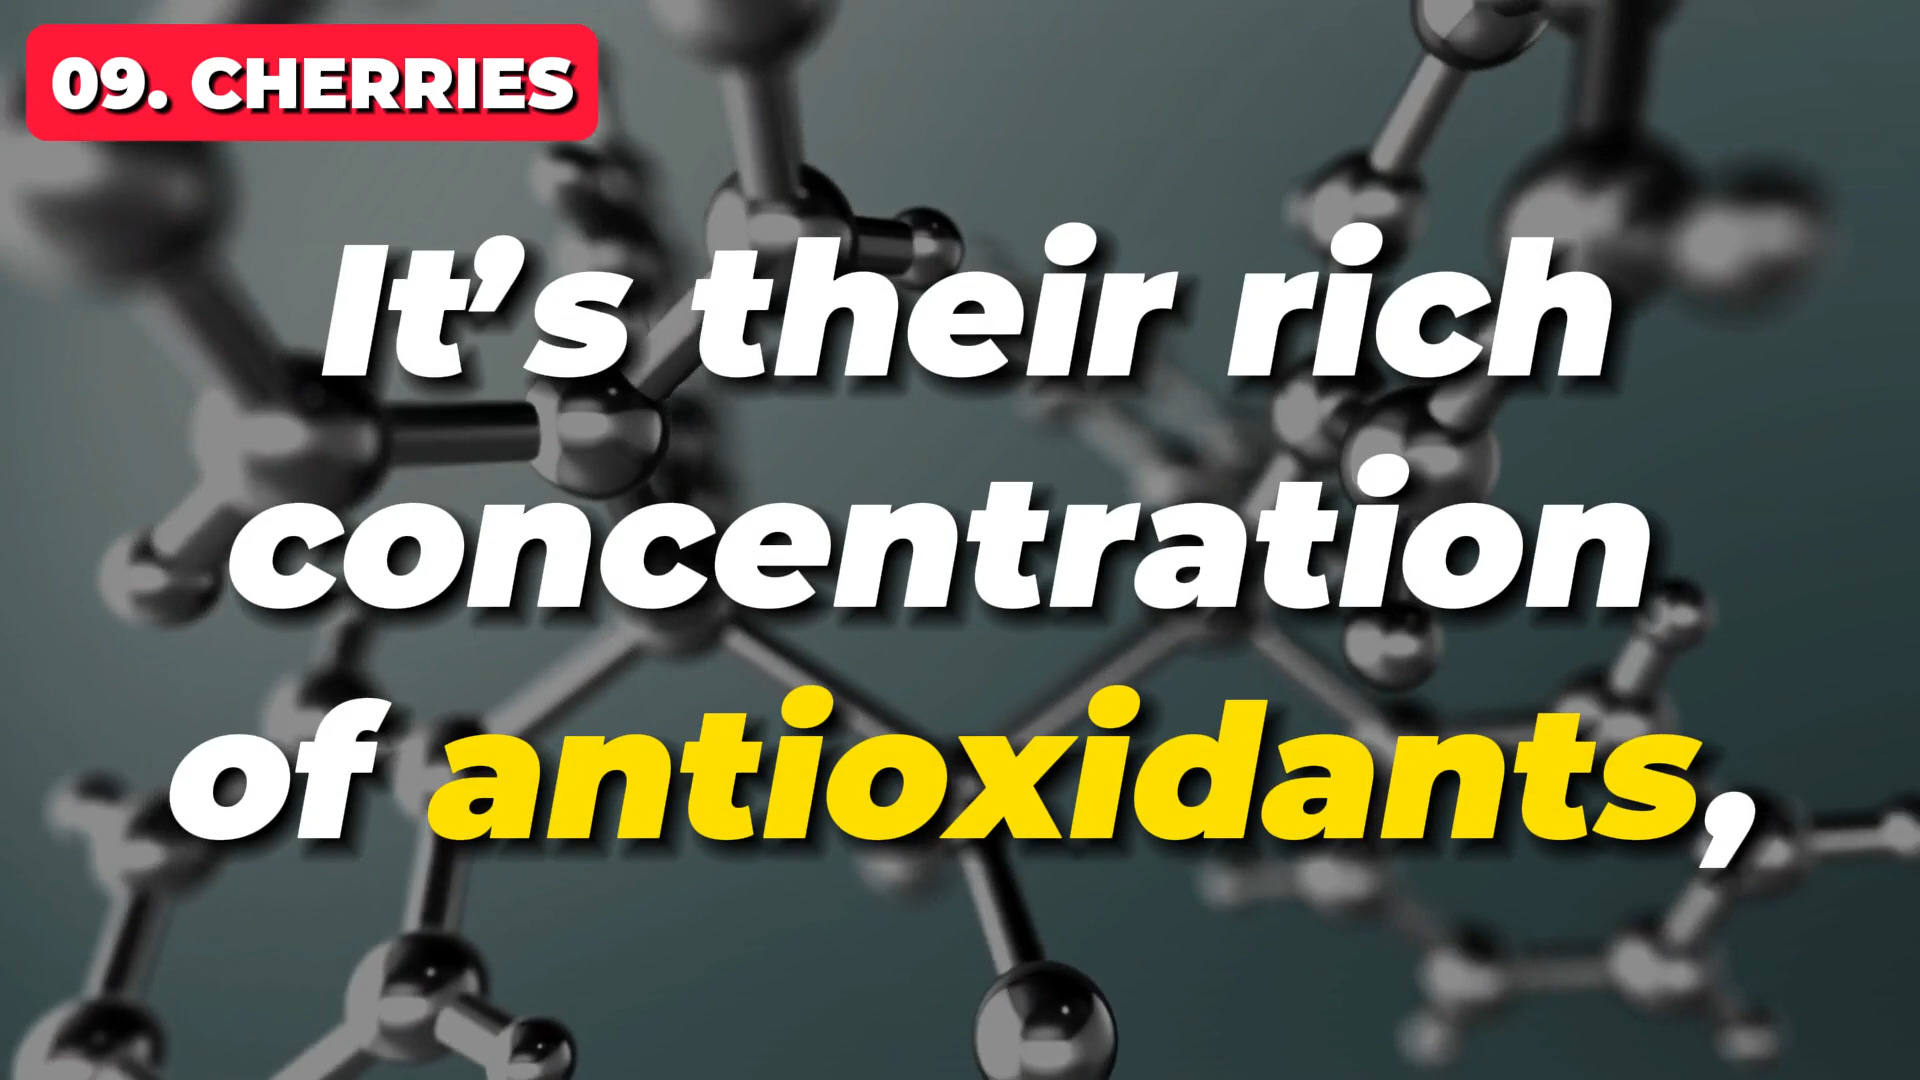 09. CHERRIES
It’s their rich
concentration
of antioxidants,